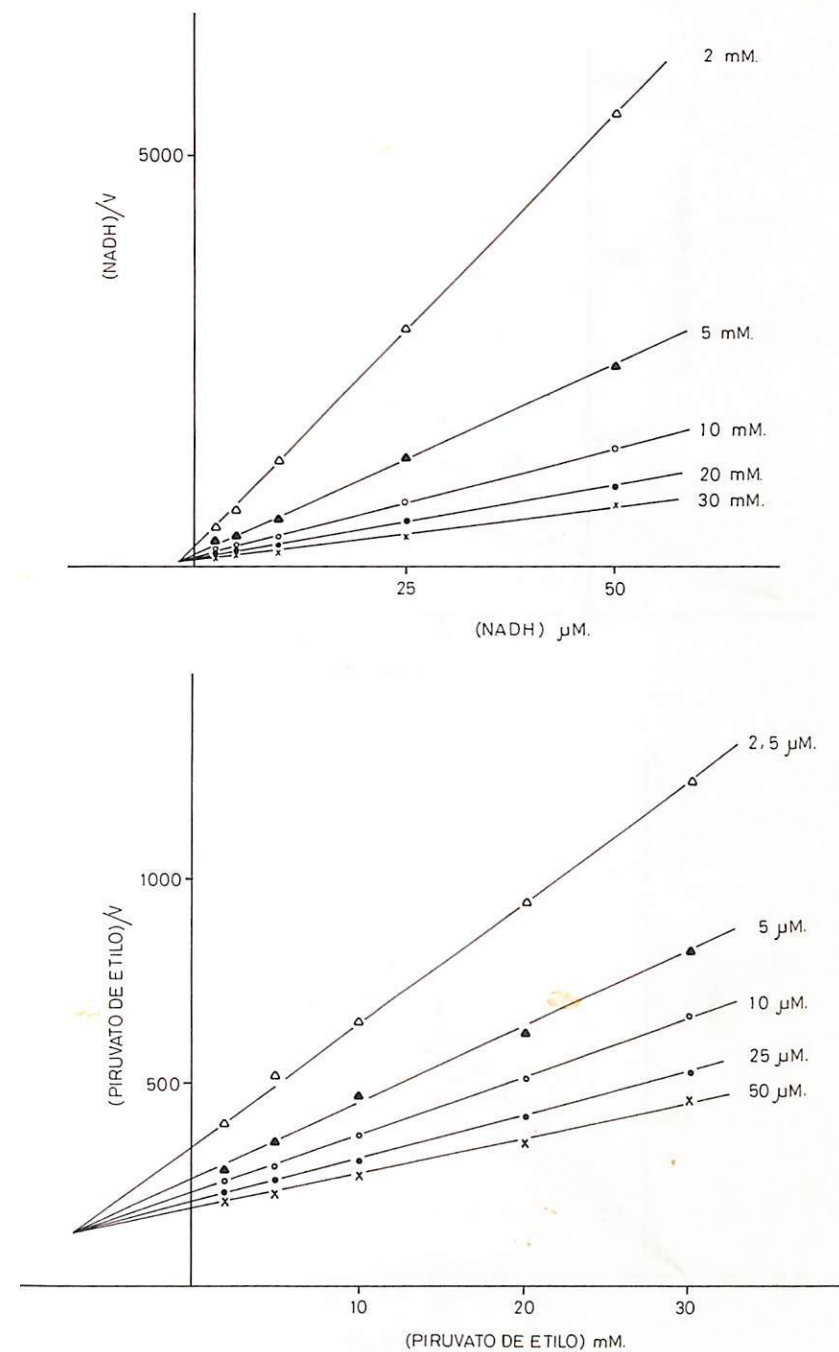 2 mM.
5000
(NADH)/V
5 mM.
10 mM.
20 mM.
30 mM.
25
50
(NADH) µM.
2,5 µM.
1000
(PIRUVATO DE ETILO)/V
5 µM.
10 µM.
500
25 µM.
50 µM.
10
20
30
(PIRUVATO DE ETILO) mM.